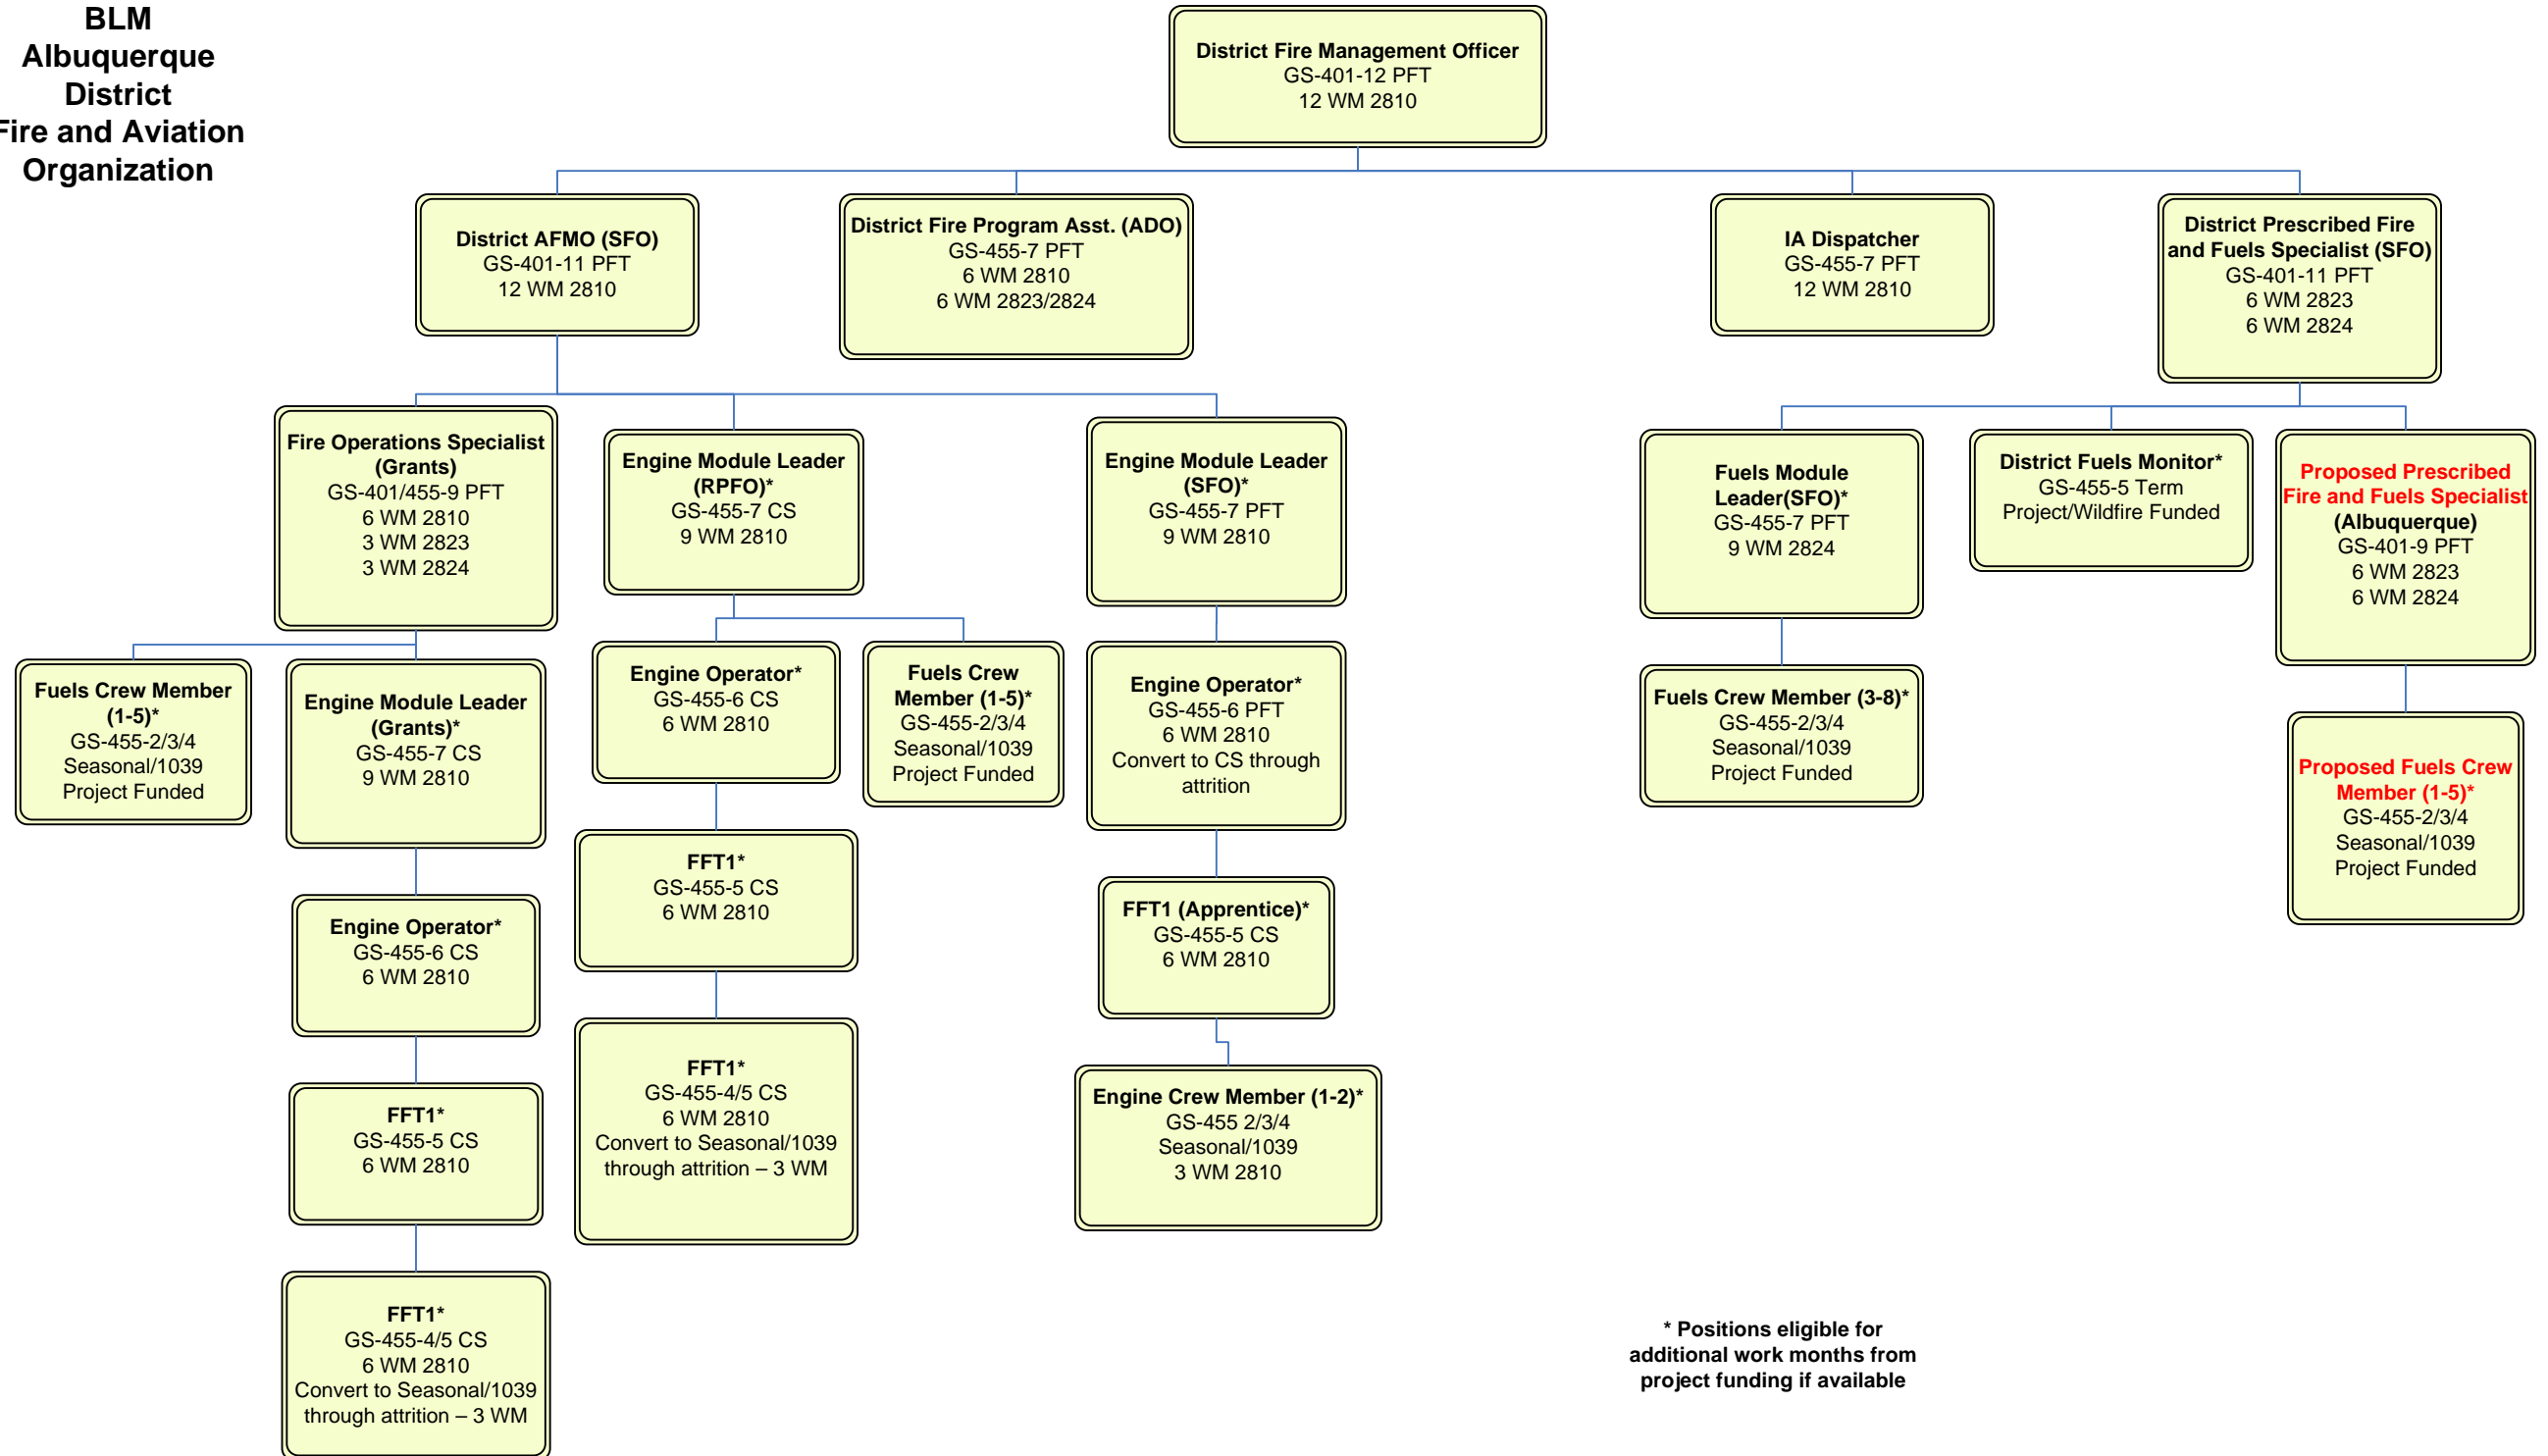 BLM
Albuquerque
District
Fire and Aviation
Organization
District Fire Management Officer
GS-401-12 PFT
12 WM 2810
District AFMO (SFO)
GS-401-11 PFT
12 WM 2810
District Fire Program Asst. (ADO)
GS-455-7 PFT
6 WM 2810
6 WM 2823/2824
IA Dispatcher
GS-455-7 PFT
12 WM 2810
District Prescribed Fire
and Fuels Specialist (SFO)
GS-401-11 PFT
6 WM 2823
6 WM 2824
Fire Operations Specialist
(Grants)
GS-401/455-9 PFT
6 WM 2810
3 WM 2823
3 WM 2824
Engine Module Leader
(RPFO)*
GS-455-7 CS
9 WM 2810
Engine Module Leader
(SFO)*
GS-455-7 PFT
9 WM 2810
Fuels Module
Leader(SFO)*
GS-455-7 PFT
9 WM 2824
District Fuels Monitor*
GS-455-5 Term
Project/Wildfire Funded
Proposed Prescribed
Fire and Fuels Specialist
(Albuquerque)
GS-401-9 PFT
6 WM 2823
6 WM 2824
Fuels Crew Member
(1-5)*
GS-455-2/3/4
Seasonal/1039
Project Funded
Engine Module Leader
(Grants)*
GS-455-7 CS
9 WM 2810
Engine Operator*
GS-455-6 CS
6 WM 2810
Fuels Crew
Member (1-5)*
GS-455-2/3/4
Seasonal/1039
Project Funded
Engine Operator*
GS-455-6 PFT
6 WM 2810
Convert to CS through
attrition
Fuels Crew Member (3-8)*
GS-455-2/3/4
Seasonal/1039
Project Funded
Proposed Fuels Crew
Member (1-5)*
GS-455-2/3/4
Seasonal/1039
Project Funded
Engine Operator*
GS-455-6 CS
6 WM 2810
FFT1*
GS-455-5 CS
6 WM 2810
FFT1 (Apprentice)*
GS-455-5 CS
6 WM 2810
FFT1*
GS-455-5 CS
6 WM 2810
FFT1*
GS-455-4/5 CS
6 WM 2810
Convert to Seasonal/1039
through attrition – 3 WM
Engine Crew Member (1-2)*
GS-455 2/3/4
Seasonal/1039
3 WM 2810
FFT1*
GS-455-4/5 CS
6 WM 2810
Convert to Seasonal/1039
through attrition – 3 WM
* Positions eligible for
additional work months from
project funding if available